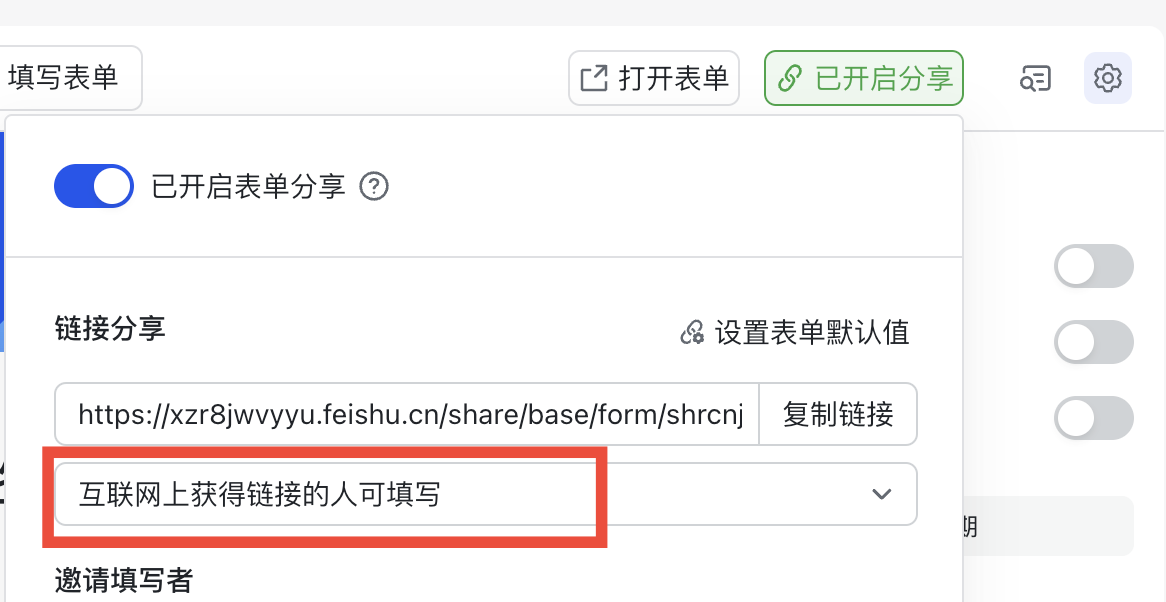 填写表单
打开表单
已开启分享
已开启表单分享
链接分享
设置表单默认值
https://xzr8jwvyyu.feishu.cn/share/base/form/shrcnj
复制链接
互联网上获得链接的人可填写
期
邀请填写者